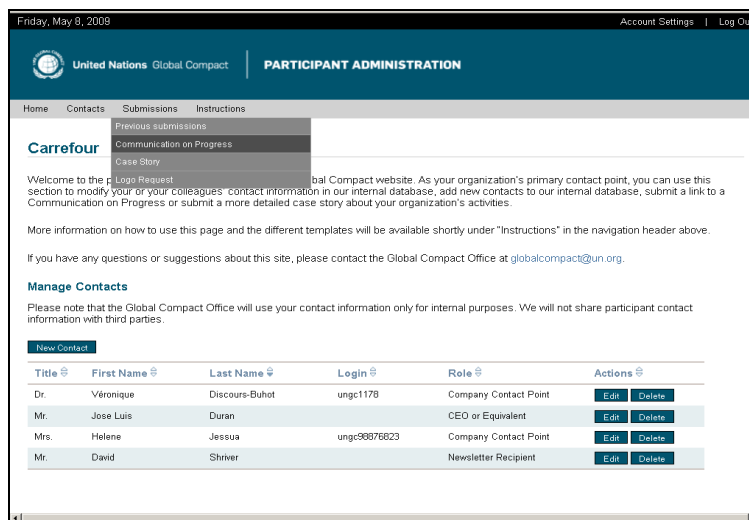 Friday, May 8, 2009 Account Settings | Log Ou
United Nations Global Compact PARTICIPANT ADMINISTRATION
Home Contacts Submissions Instructions
Previous submissions
Communication on Progress
Case Story
Logo Request
Carrefour
Welcome to the p bal Compact website. As your organization's primary contact point, you can use this
section to modify your or your colleagues' contact information in our internal database, add new contacts to our internal database, submit a link to a
Communication on Progress or submit a more detailed case story about your organization's activities.
More information on how to use this page and the different templates will be available shortly under "Instructions" in the navigation header above.
If you have any questions or suggestions about this site, please contact the Global Compact Office at globalcompact@un.org.
Manage Contacts
Please note that the Global Compact Office will use your contact information only for internal purposes. We will not share participant contact
information with third parties.
New Contact
Title First Name Last Name Login Role Actions
Dr. Véronique Discours-Buhot ungc1178 Company Contact Point Edit Delete
Mr. Jose Luis Duran CEO or Equivalent Edit Delete
Mrs. Helene Jessua ungc98876823 Company Contact Point Edit Delete
Mr. David Shriver Newsletter Recipient Edit Delete